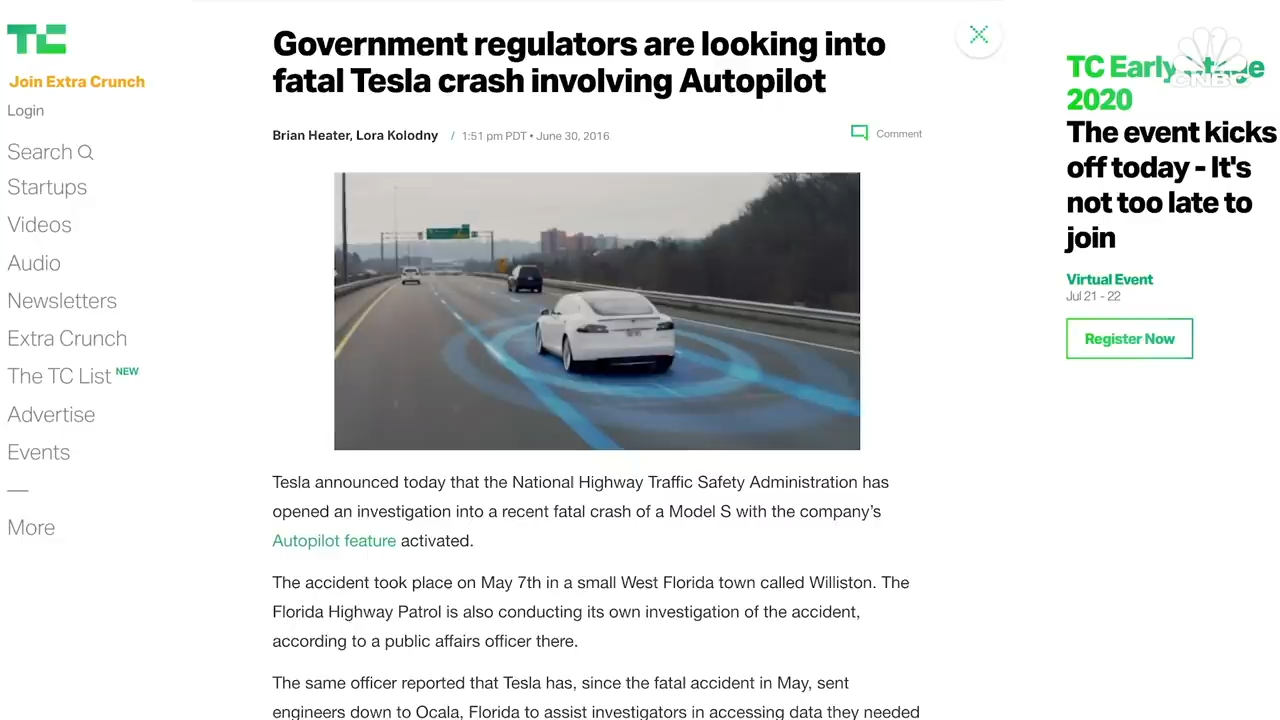 TC
Join Extra Crunch
Login
Search
Startups
Videos
Audio
Newsletters
Extra Crunch
The TC List NEW
Advertise
Events
More
Government regulators are looking into
fatal Tesla crash involving Autopilot
Brian Heater, Lora Kolodny / 1:51 pm PDT • June 30, 2016
Comment
Tesla announced today that the National Highway Traffic Safety Administration has
opened an investigation into a recent fatal crash of a Model S with the company’s
Autopilot feature activated.
The accident took place on May 7th in a small West Florida town called Williston. The
Florida Highway Patrol is also conducting its own investigation of the accident,
according to a public affairs officer there.
The same officer reported that Tesla has, since the fatal accident in May, sent
engineers down to Ocala, Florida to assist investigators in accessing data they needed
TC Early Stage
2020
The event kicks
off today - It's
not too late to
join
Virtual Event
Jul 21 - 22
Register Now
CNBC